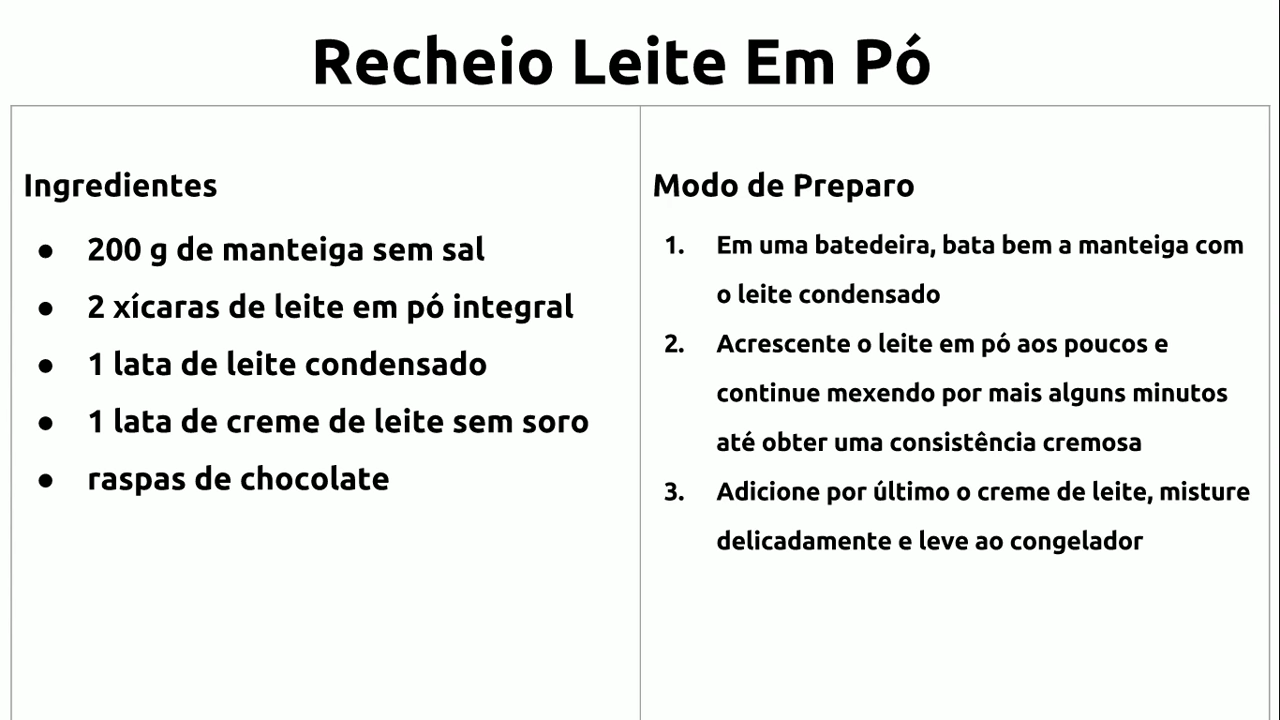 Recheio Leite Em Pó
Ingredientes
● 200 g de manteiga sem sal
● 2 xícaras de leite em pó integral
● 1 lata de leite condensado
● 1 lata de creme de leite sem soro
● raspas de chocolate
Modo de Preparo
1. Em uma batedeira, bata bem a manteiga com
o leite condensado
2. Acrescente o leite em pó aos poucos e
continue mexendo por mais alguns minutos
até obter uma consistência cremosa
3. Adicione por último o creme de leite, misture
delicadamente e leve ao congelador